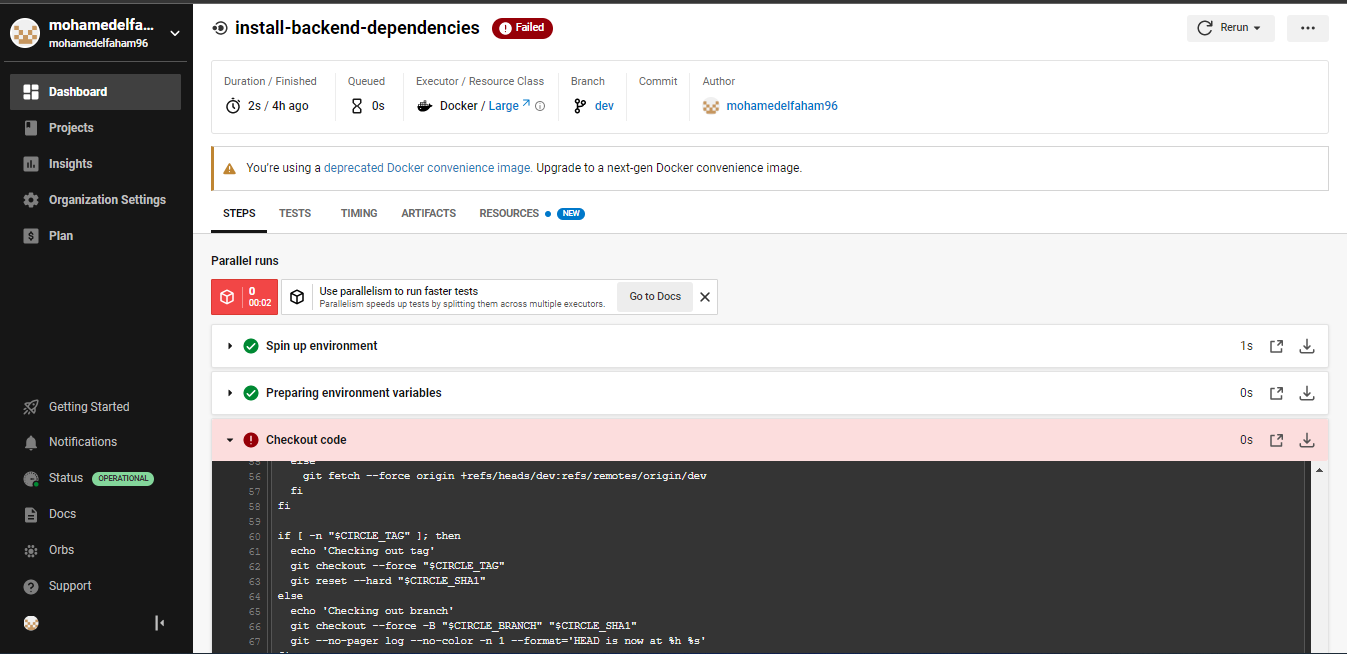 mohamedelfa...
mohamedelfaham96
Dashboard
Projects
Insights
Organization Settings
$ Plan
Getting Started
Notifications
Status OPERATIONAL
Docs
Orbs
? Support
install-backend-dependencies ! Failed
Rerun ...
Duration / Finished Queued Executor / Resource Class Branch Commit Author
2s / 4h ago 0s Docker / Large dev mohamedelfaham96
You're using a deprecated Docker convenience image. Upgrade to a next-gen Docker convenience image.
STEPS TESTS TIMING ARTIFACTS RESOURCES NEW
Parallel runs
0
00:02
Use parallelism to run faster tests
Parallelism speeds up tests by splitting them across multiple executors.
Go to Docs
Spin up environment 1s
Preparing environment variables 0s
! Checkout code 0s
55 else
56 git fetch --force origin +refs/heads/dev:refs/remotes/origin/dev
57 fi
58 fi
59
60 if [ -n "$CIRCLE_TAG" ]; then
61 echo 'Checking out tag'
62 git checkout --force "$CIRCLE_TAG"
63 git reset --hard "$CIRCLE_SHA1"
64 else
65 echo 'Checking out branch'
66 git checkout --force -B "$CIRCLE_BRANCH" "$CIRCLE_SHA1"
67 git --no-pager log --no-color -n 1 --format='HEAD is now at %h %s'